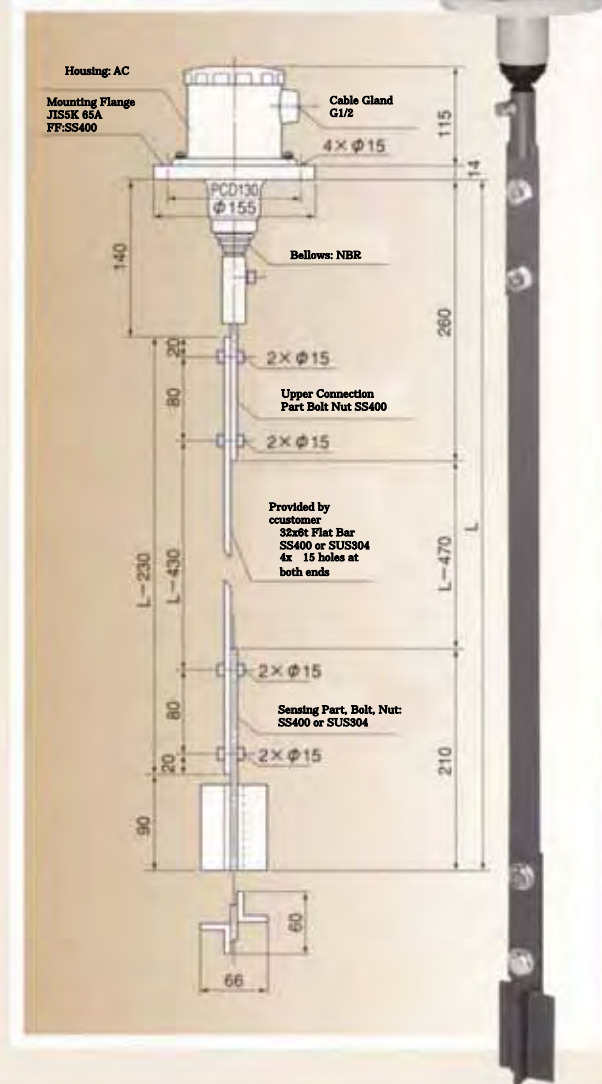 Housing: AC
Mounting Flange
JIS5K 65A
FF:SS400
Cable Gland
G1/2
4×φ15
115
14
PCD130
φ155
140
Bellows: NBR
260
20
2×φ15
80
Upper Connection
Part Bolt Nut SS400
2×φ15
Provided by
ccustomer
32x6t Flat Bar
SS400 or SUS304
4x 15 holes at
both ends
L-230
L-430
L-470
L
2×φ15
80
Sensing Part, Bolt, Nut:
SS400 or SUS304
2×φ15
20
210
90
60
66